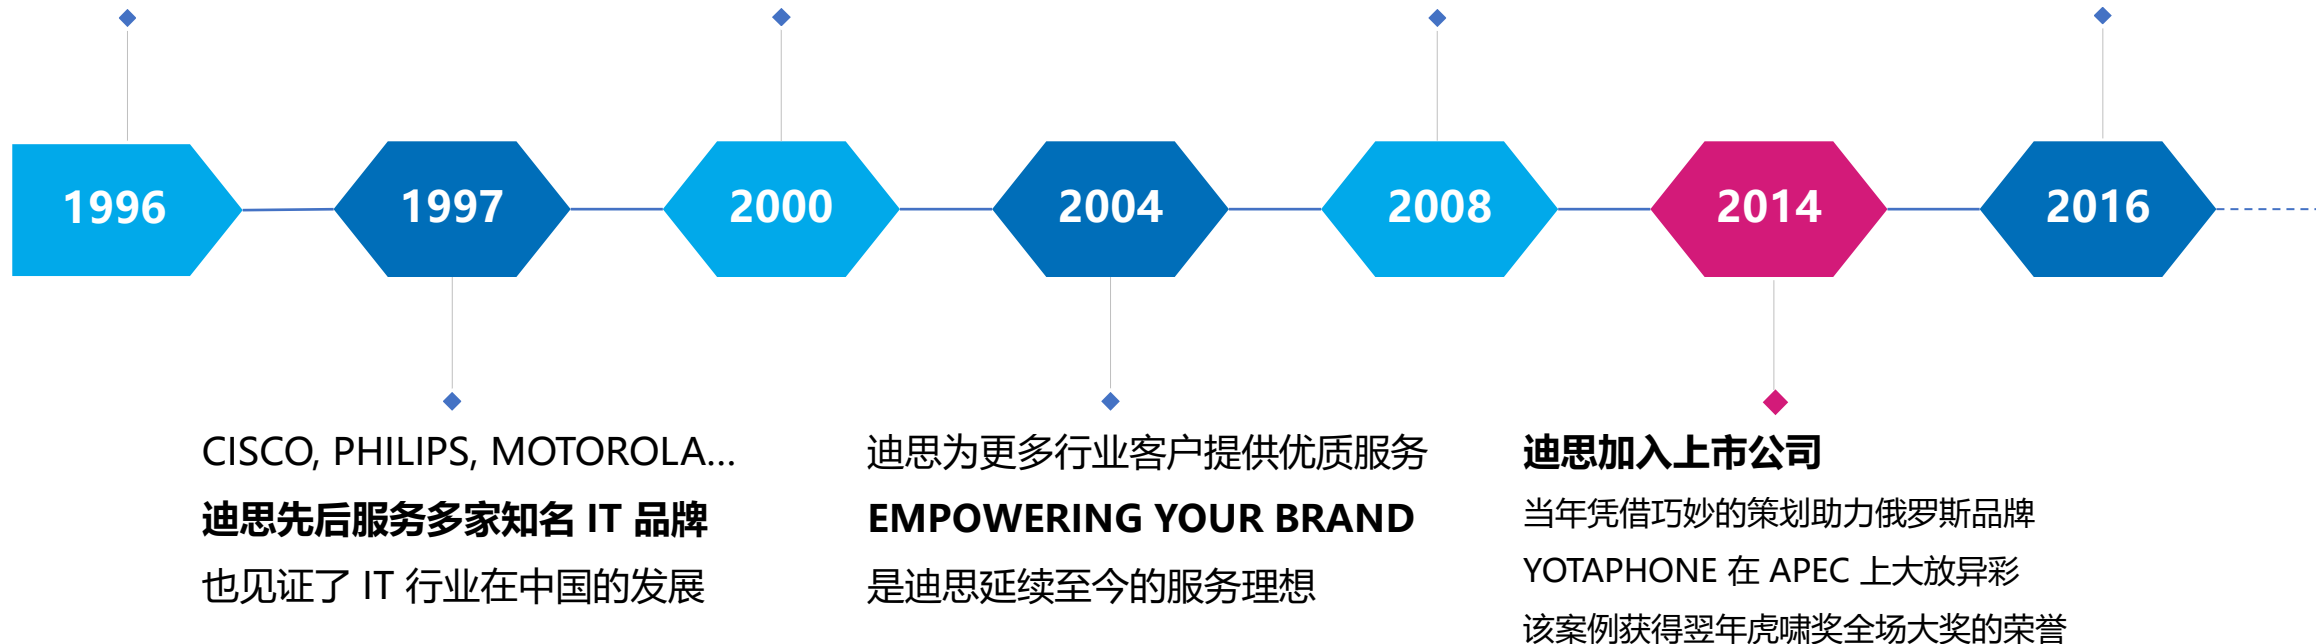 1996
1997
2000
2004
2008
2014
2016
CISCO, PHILIPS, MOTOROLA...
迪思先后服务多家知名 IT 品牌
也见证了 IT 行业在中国的发展
迪思为更多行业客户提供优质服务
EMPOWERING YOUR BRAND
是迪思延续至今的服务理想
迪思加入上市公司
当年凭借巧妙的策划助力俄罗斯品牌
YOTAPHONE 在 APEC 上大放异彩
该案例获得翌年虎啸奖全场大奖的荣誉